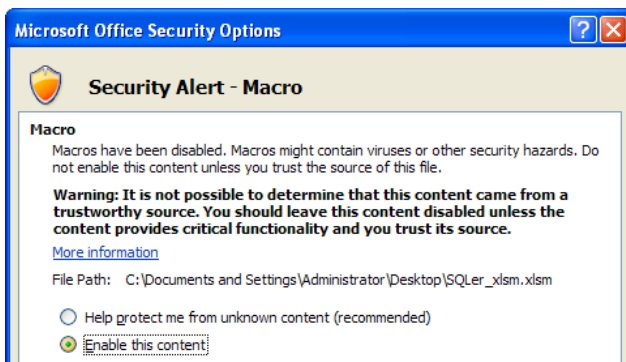 Microsoft Office Security Options
?
Security Alert - Macro
Macro
Macros have been disabled. Macros might contain viruses or other security hazards. Do
not enable this content unless you trust the source of this file.
Warning: It is not possible to determine that this content came from a
trustworthy source. You should leave this content disabled unless the
content provides critical functionality and you trust its source.
More information
File Path: C:\Documents and Settings\Administrator\Desktop\SQLer_xlsm.xlsm
Help protect me from unknown content (recommended)
Enable this content